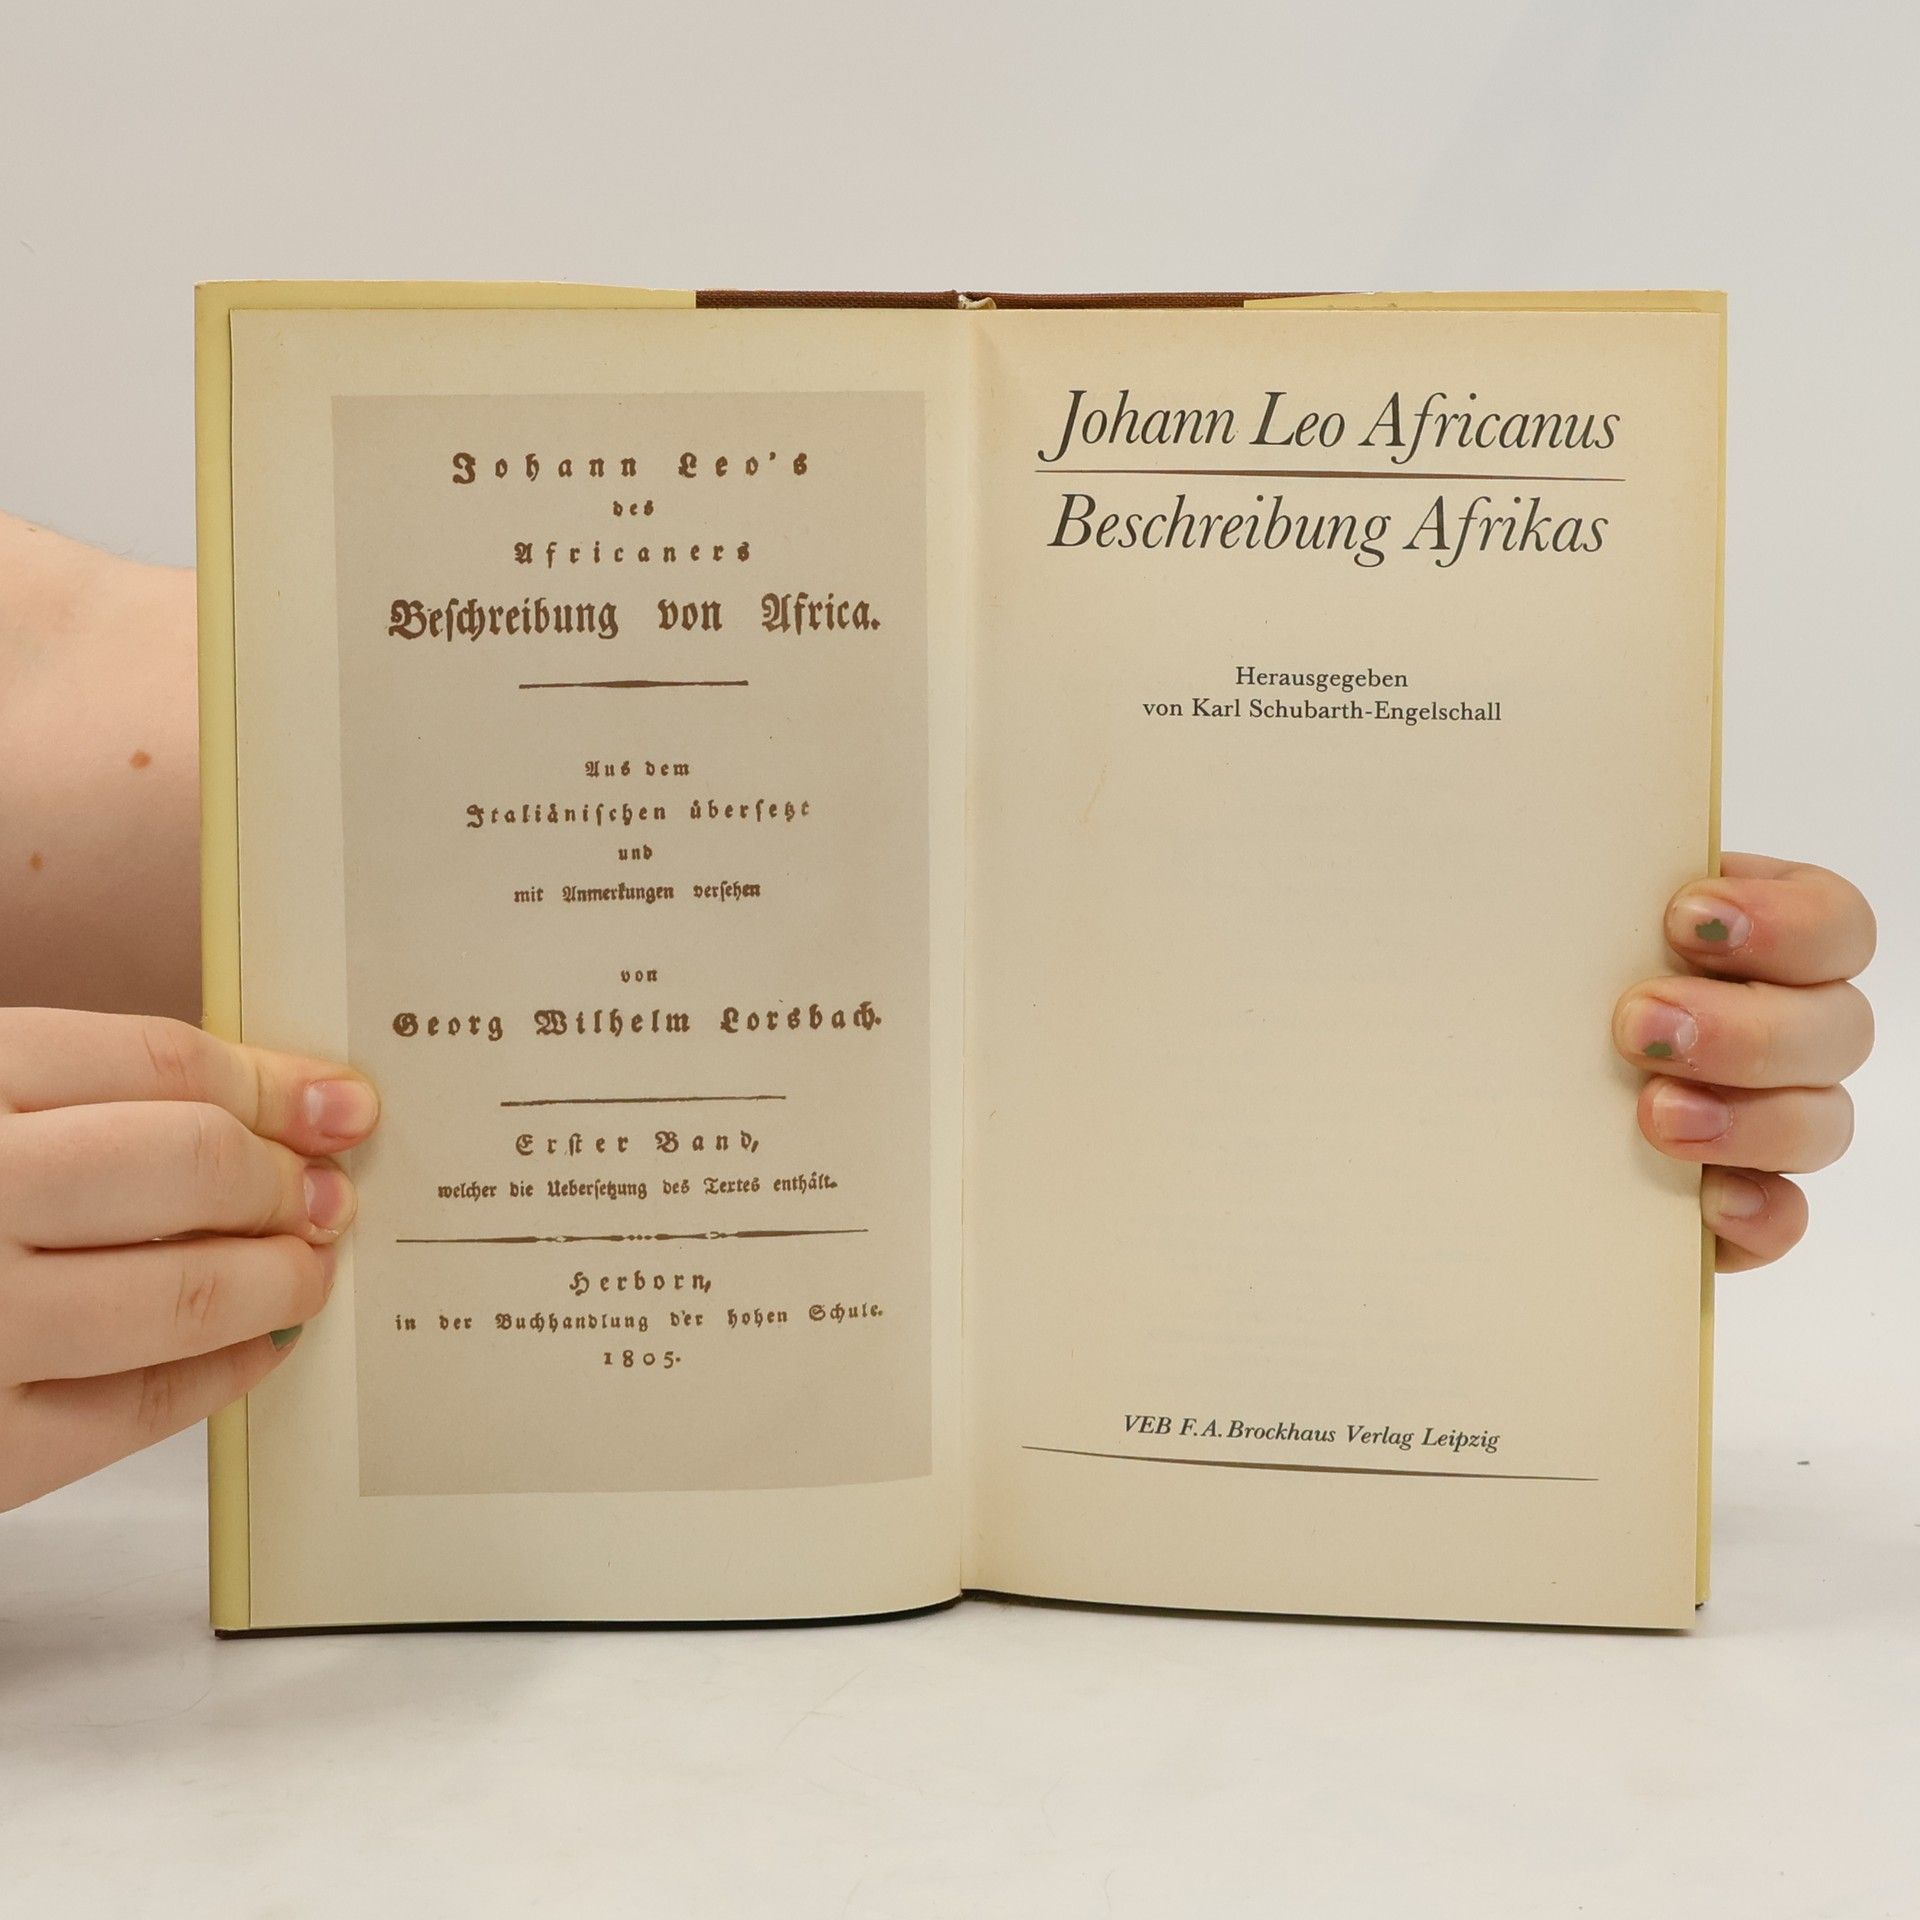 Johann Leo's
des
Africaners
Beſchreibung von Africa.
Aus dem
Italiäniſchen überſetzt
und
mit Anmerkungen verſehen
von
Georg Wilhelm Lorsbach.
Erſter Band,
welcher die Ueberſetzung des Textes enthält.
Herborn,
in der Buchhandlung der hohen Schule.
1805.
Johann Leo Africanus
Beschreibung Afrikas
Herausgegeben
von Karl Schubarth-Engelschall
VEB F. A. Brockhaus Verlag Leipzig